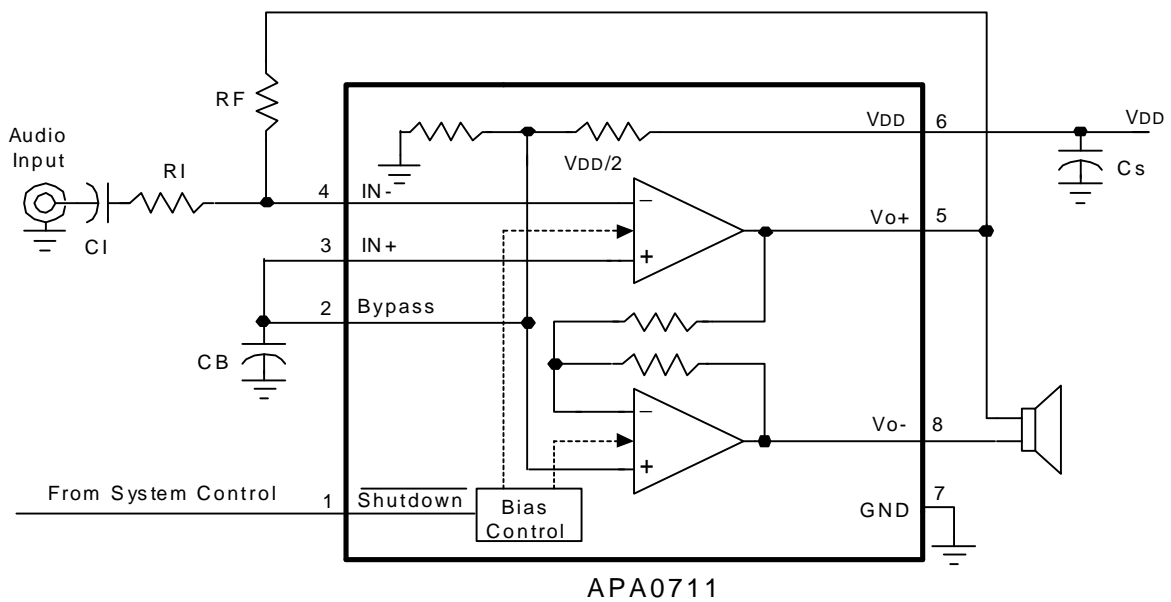 RF
Audio
Input
CI
RI
4
IN-
3
IN+
2
Bypass
CB
From System Control
1
Shutdown
Bias
Control
VDD/2
−
+
−
+
VDD
6
VDD
Cs
Vo+
5
Vo-
8
GND
7
APA0711